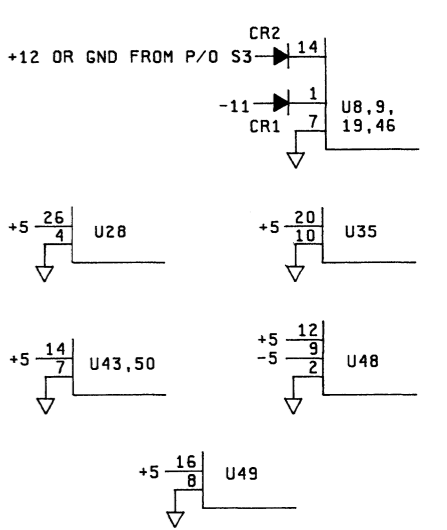 CR2
+12 OR GND FROM P/O S3 14
-11 1
CR1 7
U8,9,
19,46
+5 26
4
U28
+5 20
10
U35
+5 14
7
U43,50
+5 12
-5 9
2
U48
+5 16
8
U49